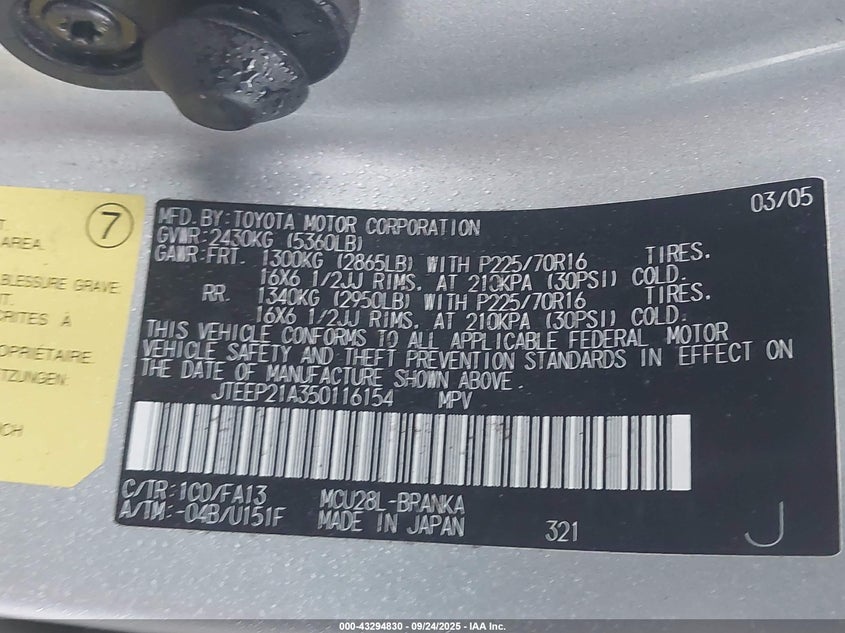 7
T.
AREA.
BLESSURE GRAVE.
NT.
CRITES À
OPRIÉTAIRE.
TZUNGEN:
CH
03/05
MFD. BY: TOYOTA MOTOR CORPORATION
GVWR: 2430KG (5360LB)
GAWR: FRT. 1300KG (2865LB) WITH P225/70R16 TIRES.
16X6 1/2JJ RIMS. AT 210KPA (30PSI) COLD.
RR. 1340KG (2950LB) WITH P225/70R16 TIRES.
16X6 1/2JJ RIMS. AT 210KPA (30PSI) COLD.
THIS VEHICLE CONFORMS TO ALL APPLICABLE FEDERAL MOTOR
VEHICLE SAFETY AND THEFT PREVENTION STANDARDS IN EFFECT ON
THE DATE OF MANUFACTURE SHOWN ABOVE.
JTEEP21A350116154 MPV
C/TR: 1C0/FA13 MCU28L-BRANKA
A/TM: -04B/U151F MADE IN JAPAN 321 J
000-43294830 - 09/24/2025 - IAA Inc.